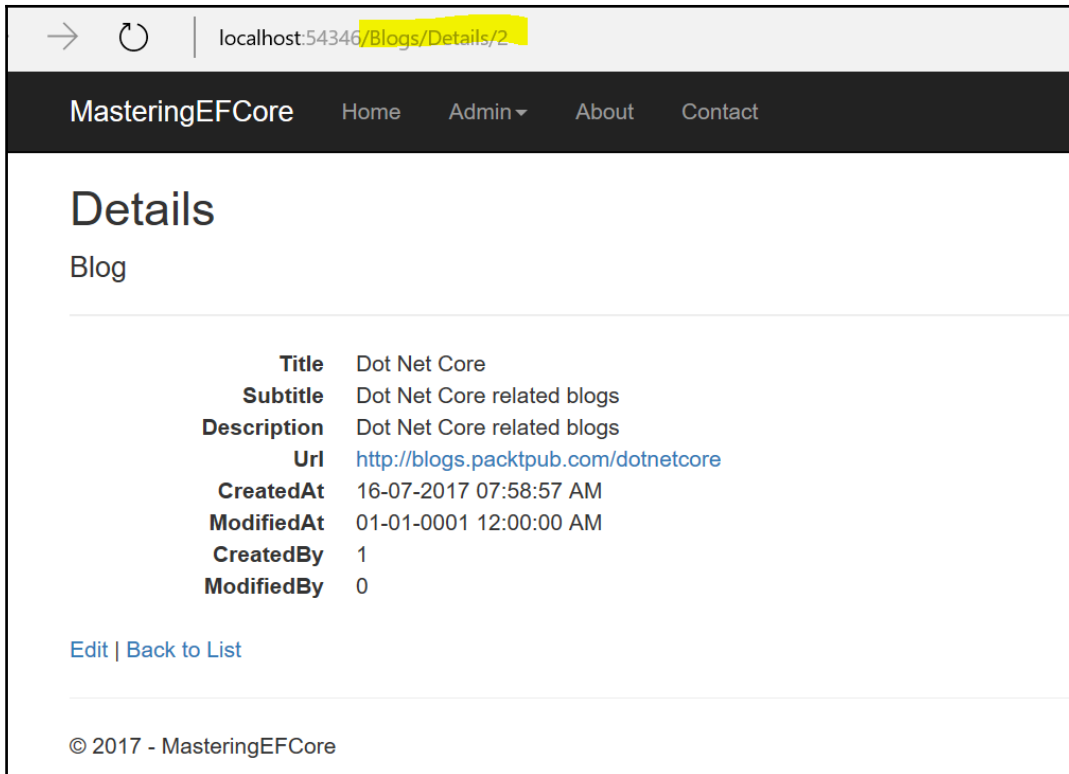 localhost:54346/Blogs/Details/2
MasteringEFCore Home Admin About Contact
Details
Blog
Title Dot Net Core
Subtitle Dot Net Core related blogs
Description Dot Net Core related blogs
Url http://blogs.packtpub.com/dotnetcore
CreatedAt 16-07-2017 07:58:57 AM
ModifiedAt 01-01-0001 12:00:00 AM
CreatedBy 1
ModifiedBy 0
Edit | Back to List
© 2017 - MasteringEFCore